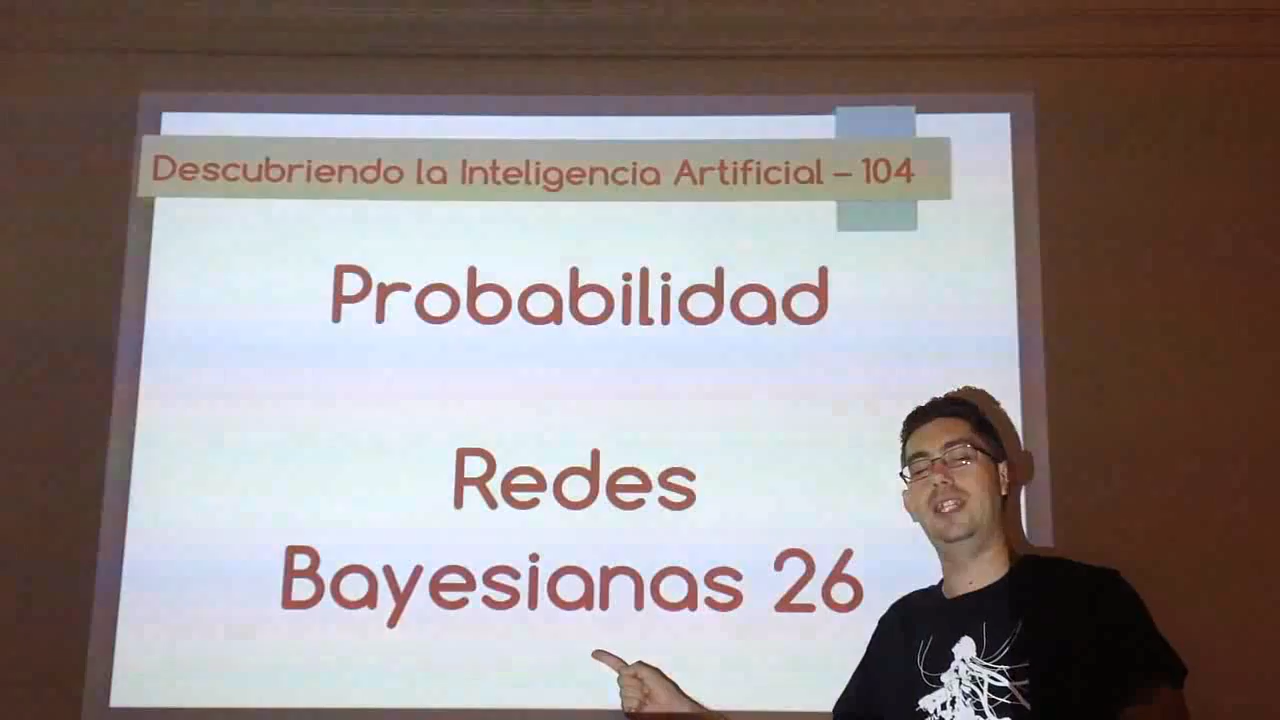 Descubriendo la Inteligencia Artificial – 104
Probabilidad
Redes
Bayesianas 26